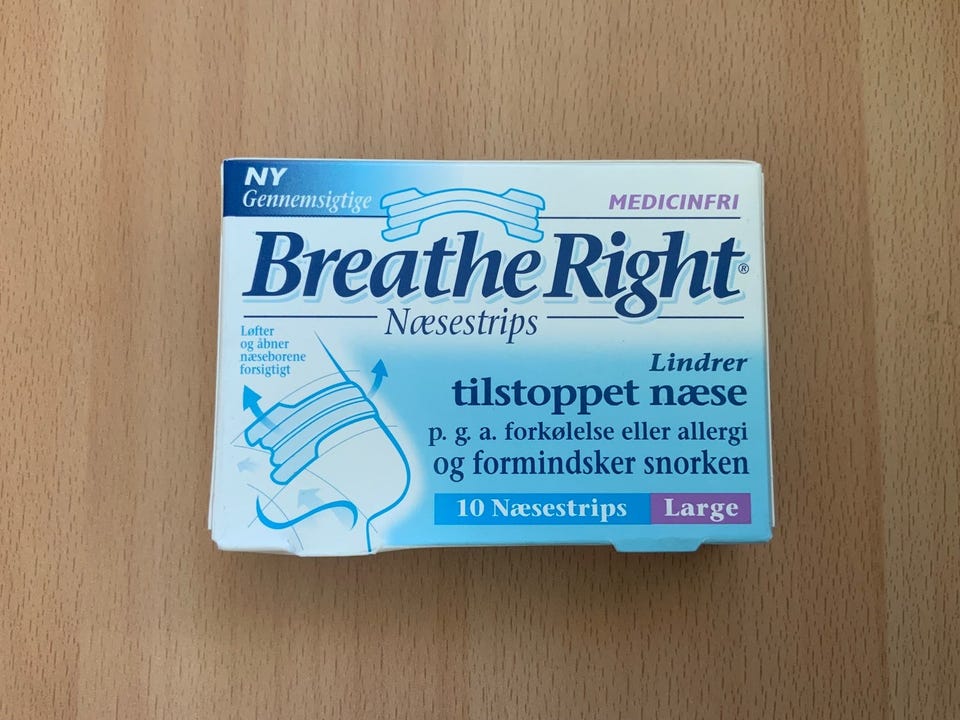 NY
Gennemsigtige
MEDICINFRI
Breathe Right®
Næsestrips
Løfter
og åbner
næseborene
forsigtigt
Lindrer
tilstoppet næse
p. g. a. forkølelse eller allergi
og formindsker snorken
10 Næsestrips Large